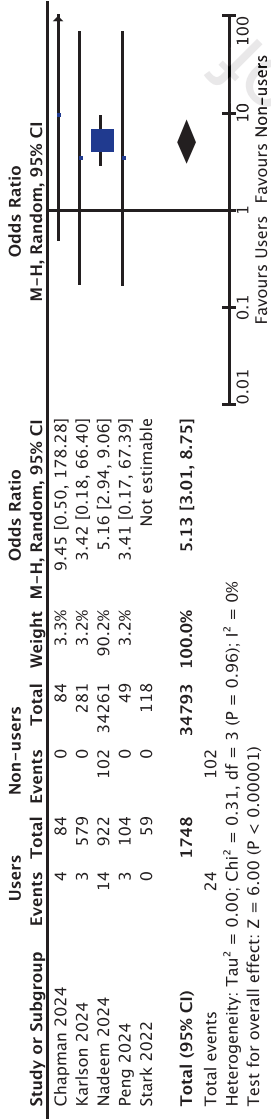 Users Non-users Odds Ratio Odds Ratio
Study or Subgroup Events Total Events Total Weight M-H, Random, 95% CI M-H, Random, 95% CI
Chapman 2024 4 84 0 84 3.3% 9.45 [0.50, 178.28]
Karlson 2024 3 579 0 281 3.2% 3.42 [0.18, 66.40]
Nadeem 2024 14 922 102 34261 90.2% 5.16 [2.94, 9.06]
Peng 2024 3 104 0 49 3.2% 3.41 [0.17, 67.39]
Stark 2022 0 59 0 118 Not estimable
Total (95% CI) 1748 34793 100.0% 5.13 [3.01, 8.75]
Total events 24 102
Heterogeneity: Tau² = 0.00; Chi² = 0.31, df = 3 (P = 0.96); I² = 0%
Test for overall effect: Z = 6.00 (P < 0.00001)
0.01 0.1 1 10 100
Favours Users Favours Non-users